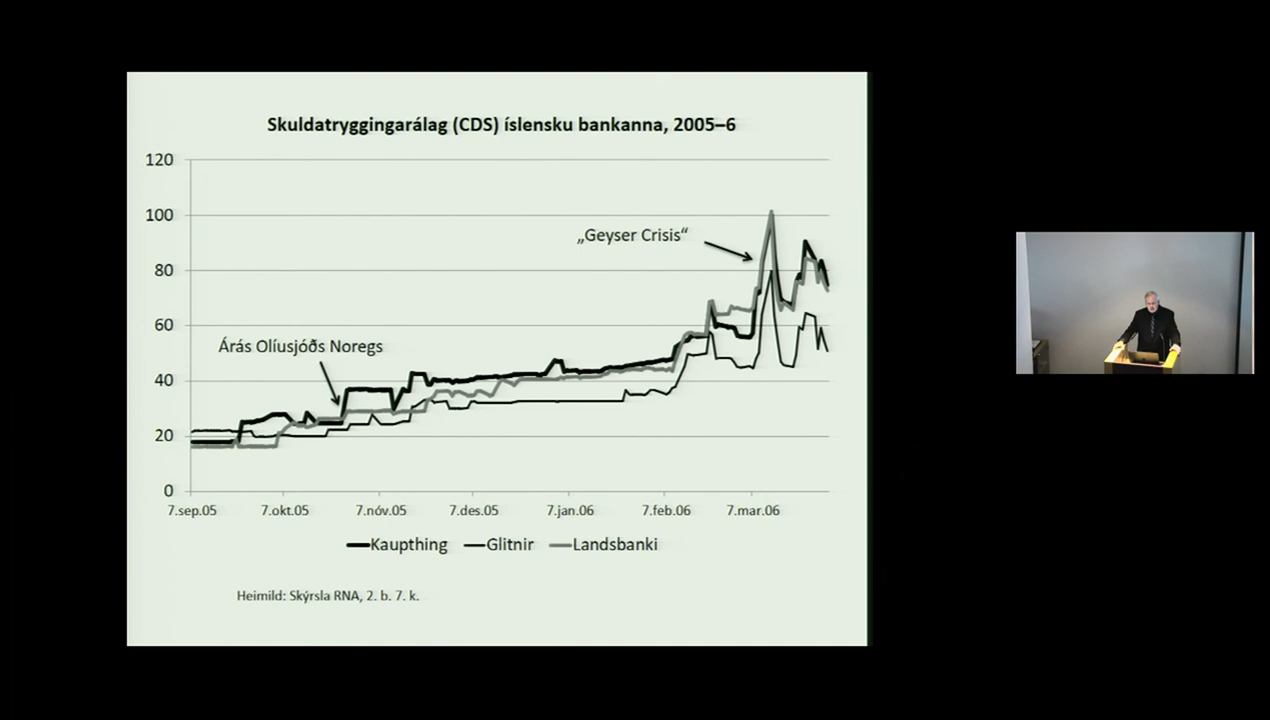 Skuldatryggingarálag (CDS) íslensku bankanna, 2005–6
120
100
80
60
40
20
0
„Geyser Crisis“
Árás Olíusjóðs Noregs
7.sep.05 7.okt.05 7.nóv.05 7.des.05 7.jan.06 7.feb.06 7.mar.06
Kaupthing Glitnir Landsbanki
Heimild: Skýrsla RNA, 2. b. 7. k.